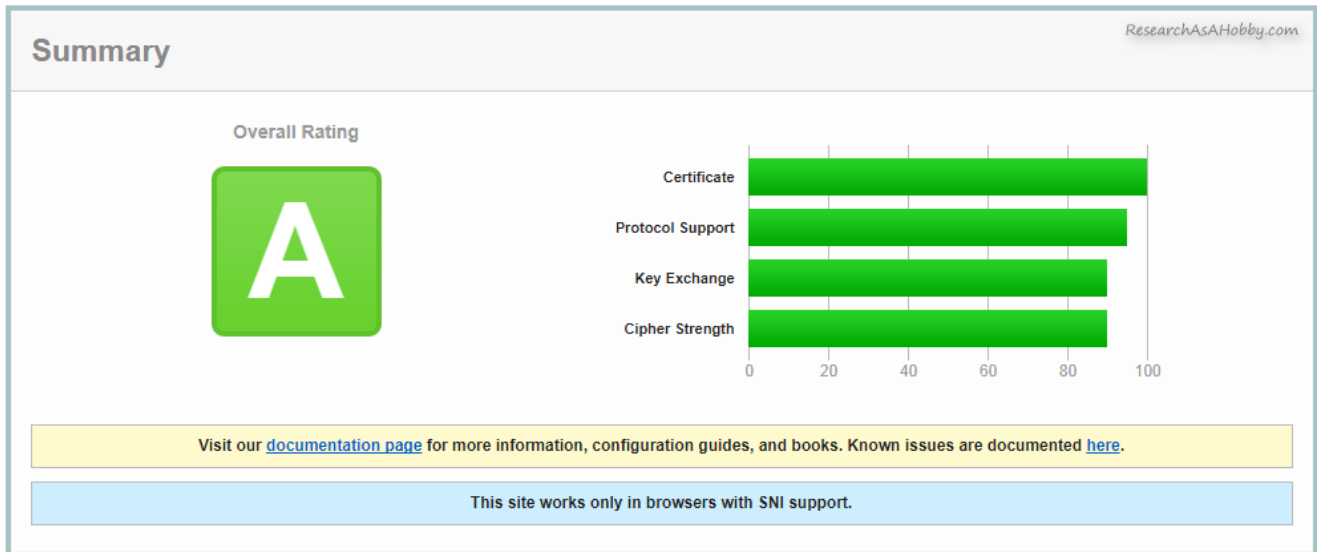 Summary
ResearchAsAHobby.com
Overall Rating
A
Certificate
Protocol Support
Key Exchange
Cipher Strength
0 20 40 60 80 100
Visit our documentation page for more information, configuration guides, and books. Known issues are documented here.
This site works only in browsers with SNI support.